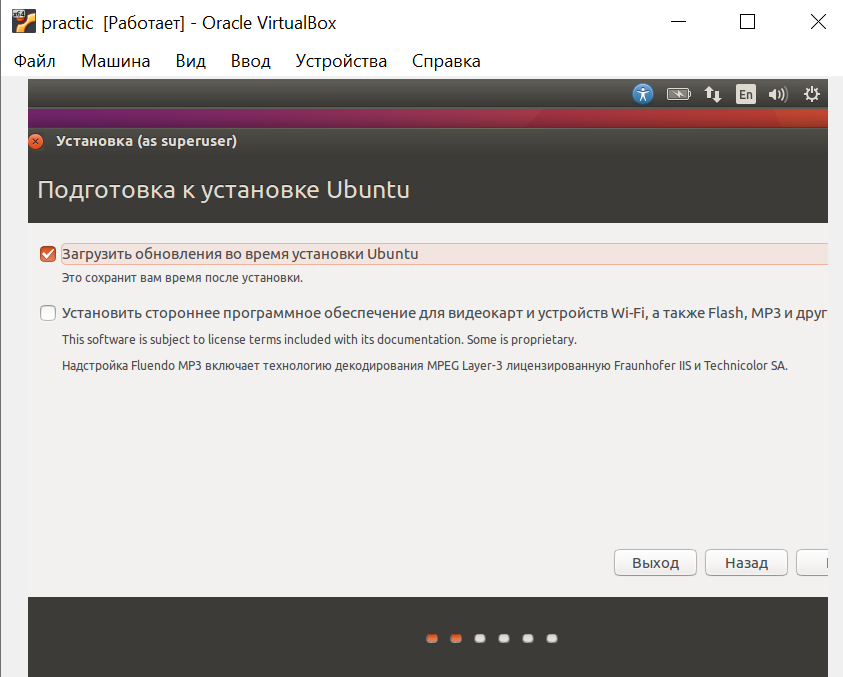 practic [Работает] - Oracle VirtualBox
Файл Машина Вид Ввод Устройства Справка
En
Установка (as superuser)
Подготовка к установке Ubuntu
Загрузить обновления во время установки Ubuntu
Это сохранит вам время после установки.
Установить стороннее программное обеспечение для видеокарт и устройств Wi-Fi, а также Flash, MP3 и друг
This software is subject to license terms included with its documentation. Some is proprietary.
Надстройка Fluendo MP3 включает технологию декодирования MPEG Layer-3 лицензированную Fraunhofer IIS и Technicolor SA.
Выход Назад